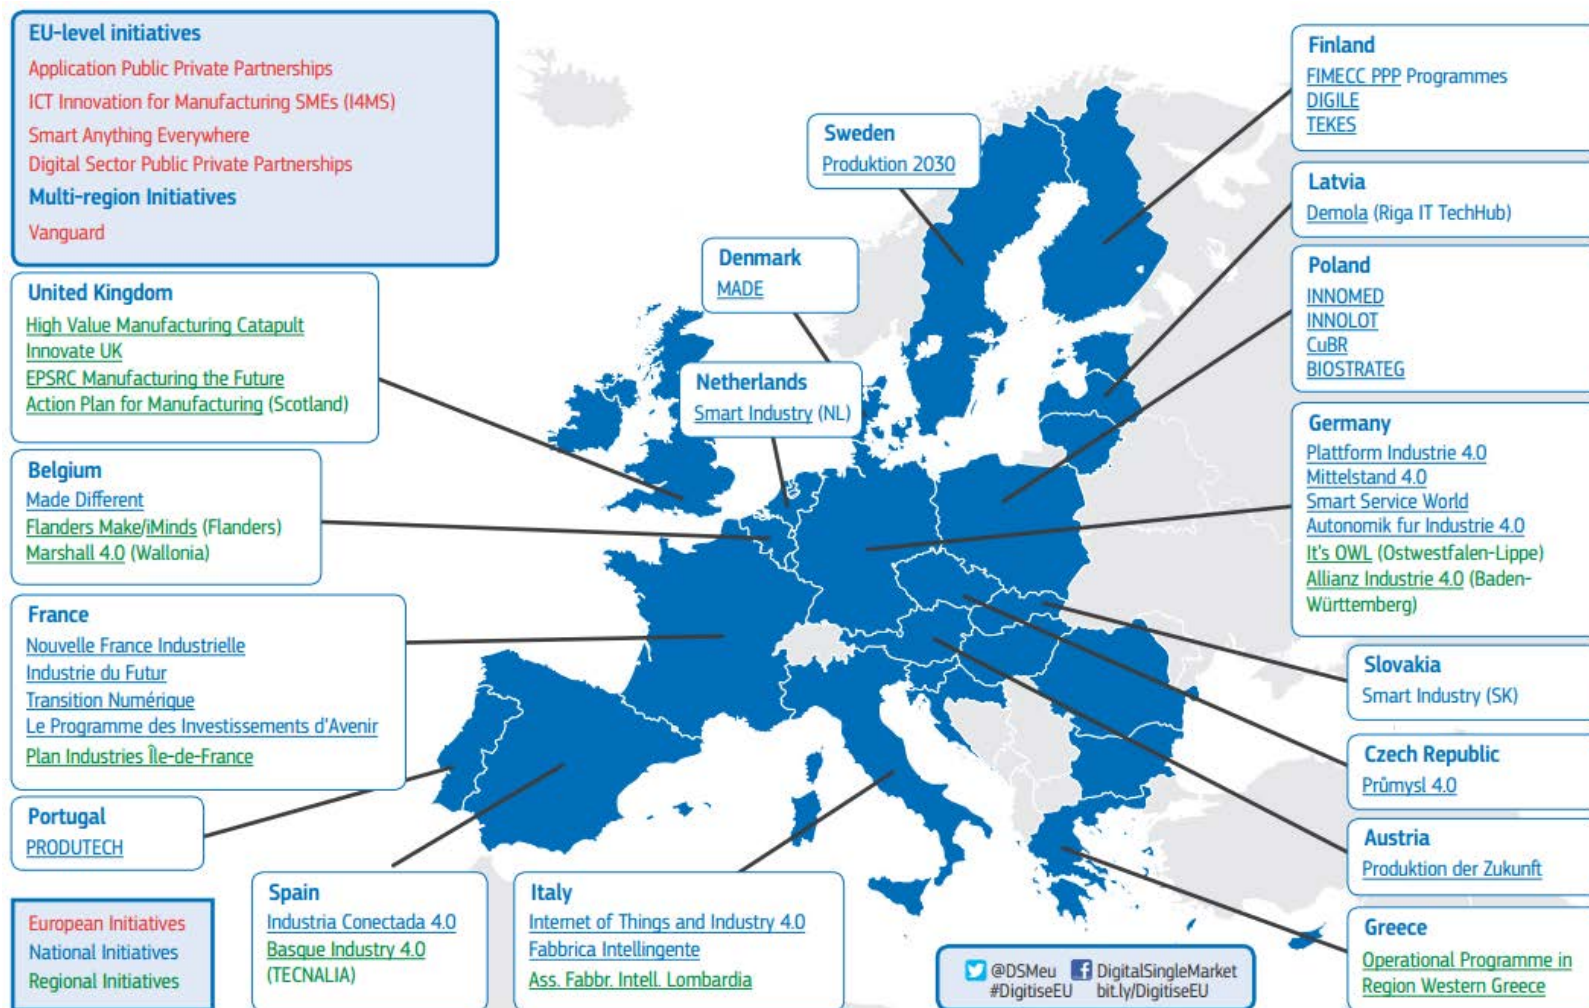 EU-level initiatives
Application Public Private Partnerships
ICT Innovation for Manufacturing SMEs (I4MS)
Smart Anything Everywhere
Digital Sector Public Private Partnerships
Multi-region Initiatives
Vanguard
United Kingdom
High Value Manufacturing Catapult
Innovate UK
EPSRC Manufacturing the Future
Action Plan for Manufacturing (Scotland)
Belgium
Made Different
Flanders Make/iMinds (Flanders)
Marshall 4.0 (Wallonia)
France
Nouvelle France Industrielle
Industrie du Futur
Transition Numérique
Le Programme des Investissements d'Avenir
Plan Industries Île-de-France
Portugal
PRODUTECH
European Initiatives
National Initiatives
Regional Initiatives
Spain
Industria Conectada 4.0
Basque Industry 4.0
(TECNALIA)
Italy
Internet of Things and Industry 4.0
Fabbrica Intellingente
Ass. Fabbr. Intell. Lombardia
Sweden
Produktion 2030
Denmark
MADE
Netherlands
Smart Industry (NL)
Finland
FIMECC PPP Programmes
DIGILE
TEKES
Latvia
Demola (Riga IT TechHub)
Poland
INNOMED
INNOLOT
CuBR
BIOSTRATEG
Germany
Plattform Industrie 4.0
Mittelstand 4.0
Smart Service World
Autonomik fur Industrie 4.0
It's OWL (Ostwestfalen-Lippe)
Allianz Industrie 4.0 (Baden-
Württemberg)
Slovakia
Smart Industry (SK)
Czech Republic
Průmysl 4.0
Austria
Produktion der Zukunft
Greece
Operational Programme in
Region Western Greece
@DSMeu DigitalSingleMarket
#DigitiseEU bit.ly/DigitiseEU